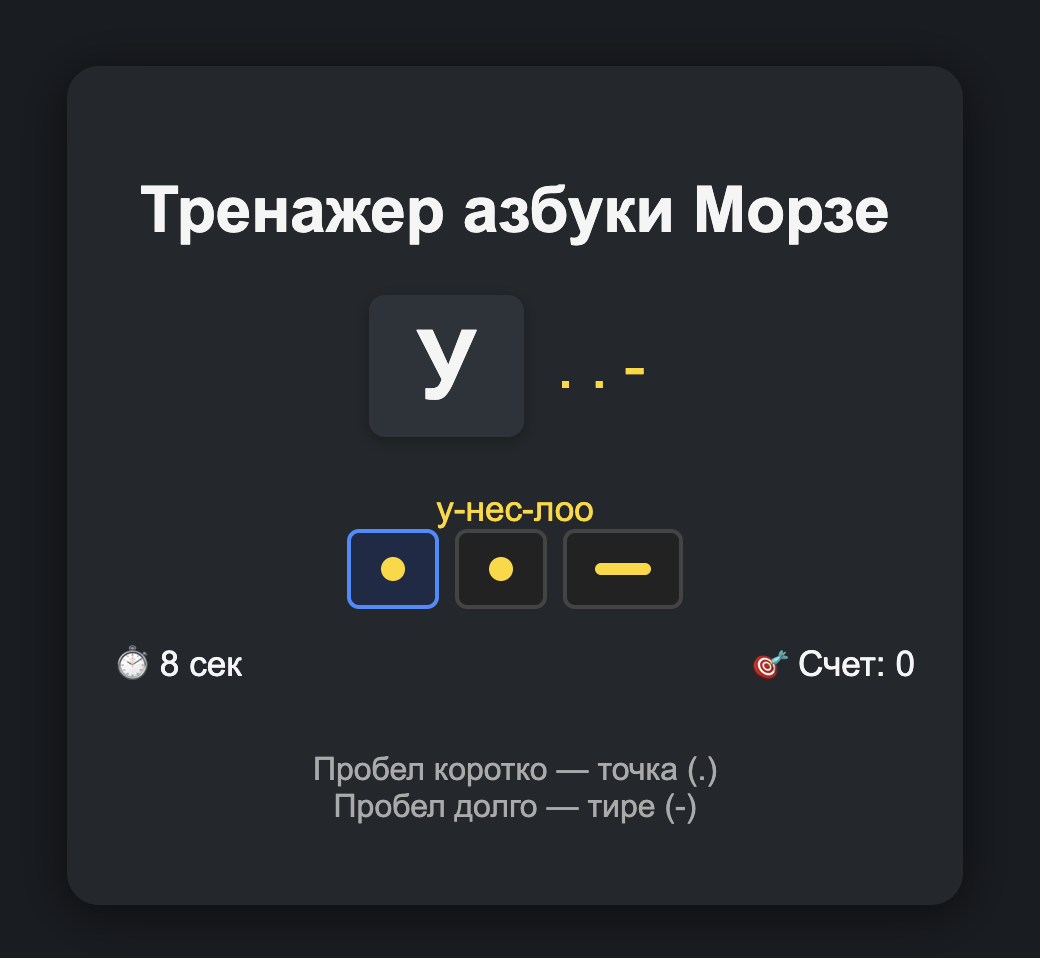 Тренажер азбуки Морзе
У . . -
у-нес-лоо
8 сек
Счет: 0
Пробел коротко — точка (.)
Пробел долго — тире (-)